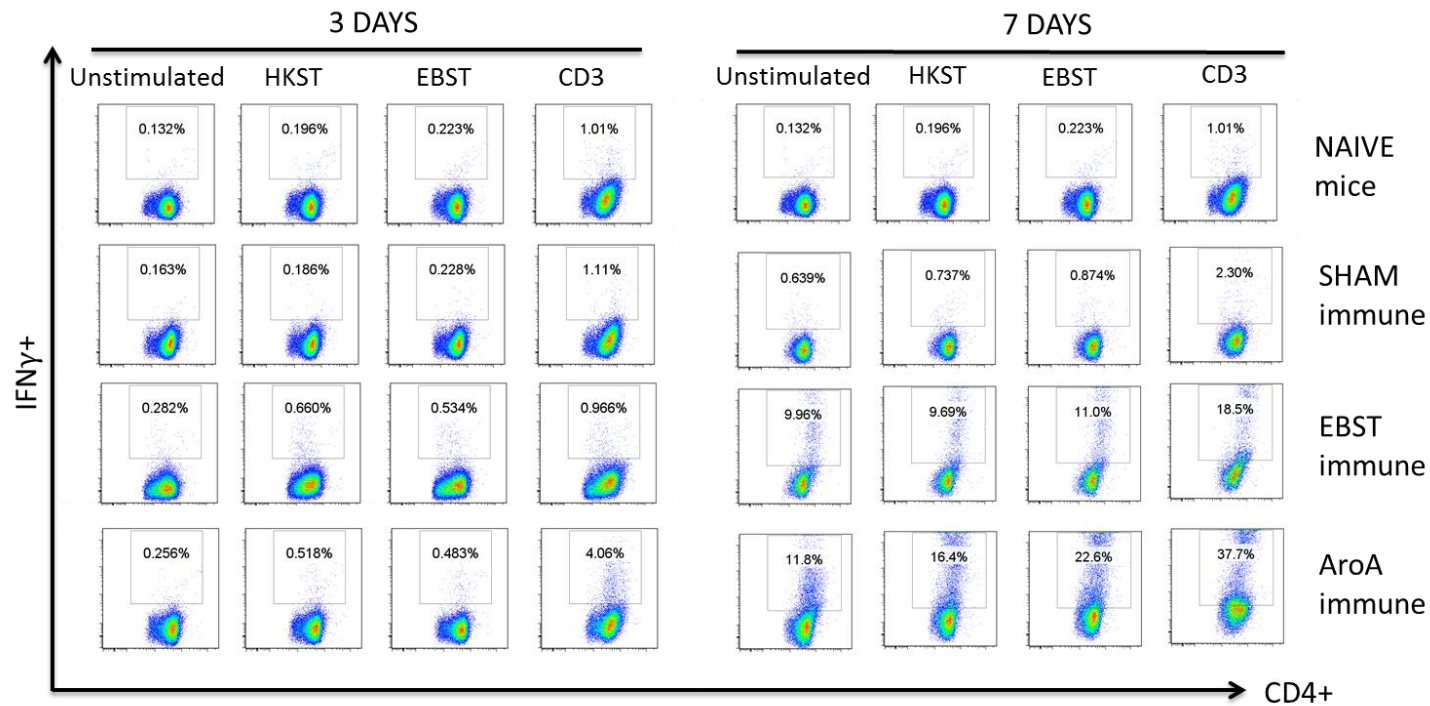 3 DAYS
7 DAYS
Unstimulated HKST EBST CD3
Unstimulated HKST EBST CD3
0.132% 0.196% 0.223% 1.01%
0.132% 0.196% 0.223% 1.01%
NAIVE
mice
0.163% 0.186% 0.228% 1.11%
0.639% 0.737% 0.874% 2.30%
SHAM
immune
0.282% 0.660% 0.534% 0.966%
9.96% 9.69% 11.0% 18.5%
EBST
immune
0.256% 0.518% 0.483% 4.06%
11.8% 16.4% 22.6% 37.7%
AroA
immune
IFNγ+
CD4+